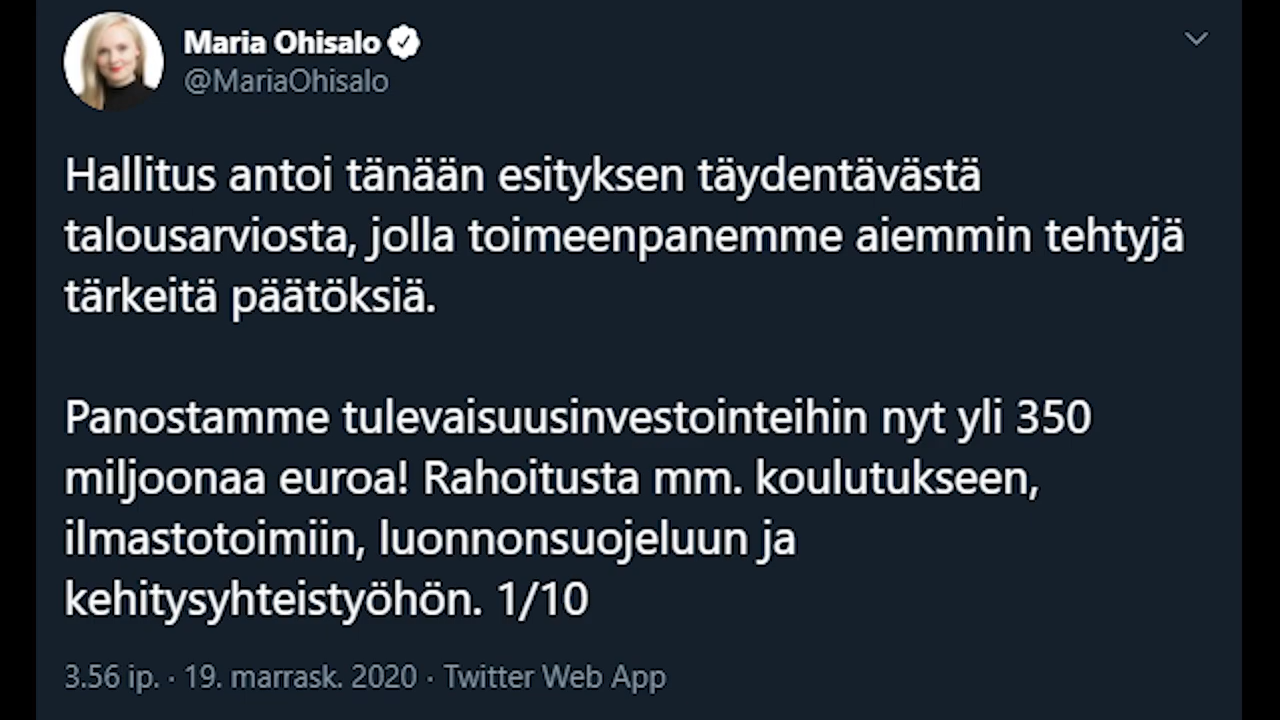 Maria Ohisalo
@MariaOhisalo
Hallitus antoi tänään esityksen täydentävästä
talousarviosta, jolla toimeenpanemme aiemmin tehtyjä
tärkeitä päätöksiä.
Panostamme tulevaisuusinvestointeihin nyt yli 350
miljoonaa euroa! Rahoitusta mm. koulutukseen,
ilmastotoimiin, luonnonsuojeluun ja
kehitysyhteistyöhön. 1/10
3.56 ip. · 19. marrask. 2020 · Twitter Web App